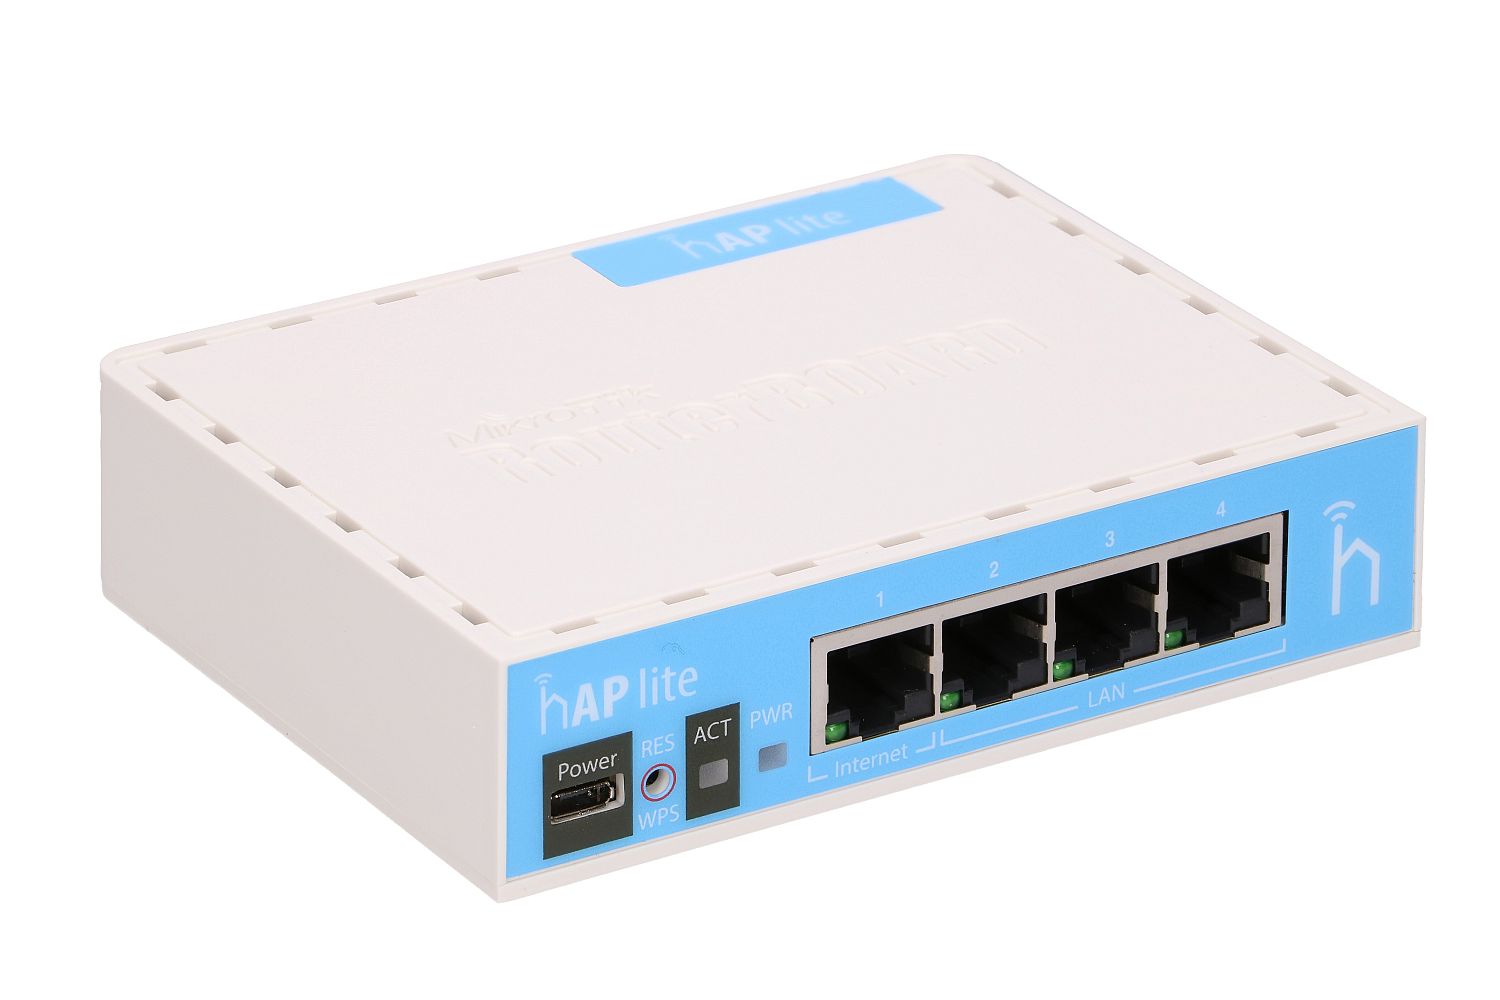 hAP lite
MikroTik
RouterBOARD
1 2 3 4
hAP lite
Power
RES
WPS
ACT
PWR
Internet
LAN